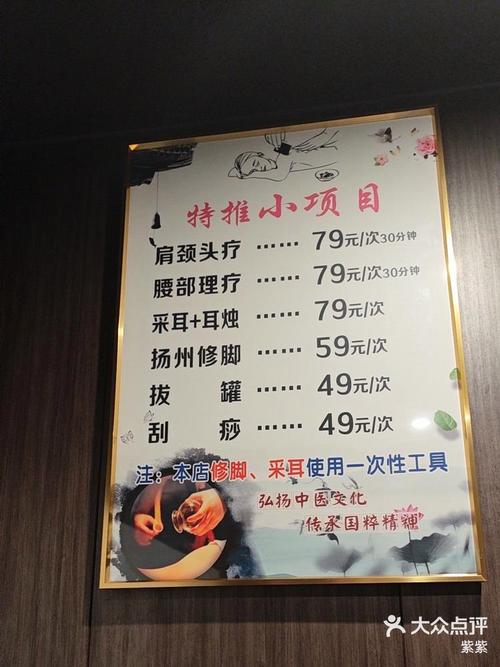 特推小项目
肩颈头疗 …… 79元/次30分钟
腰部理疗 …… 79元/次30分钟
采耳+耳烛 …… 79元/次
扬州修脚 …… 59元/次
拔 罐 …… 49元/次
刮 痧 …… 49元/次
注：本店修脚、采耳使用一次性工具
弘扬中医文化
传承国粹精神
大众点评
紫紫